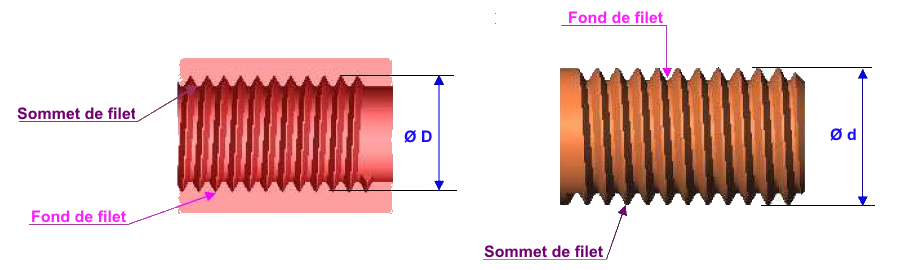 Fond de filet
Sommet de filet
Ø D
Ø d
Fond de filet
Sommet de filet